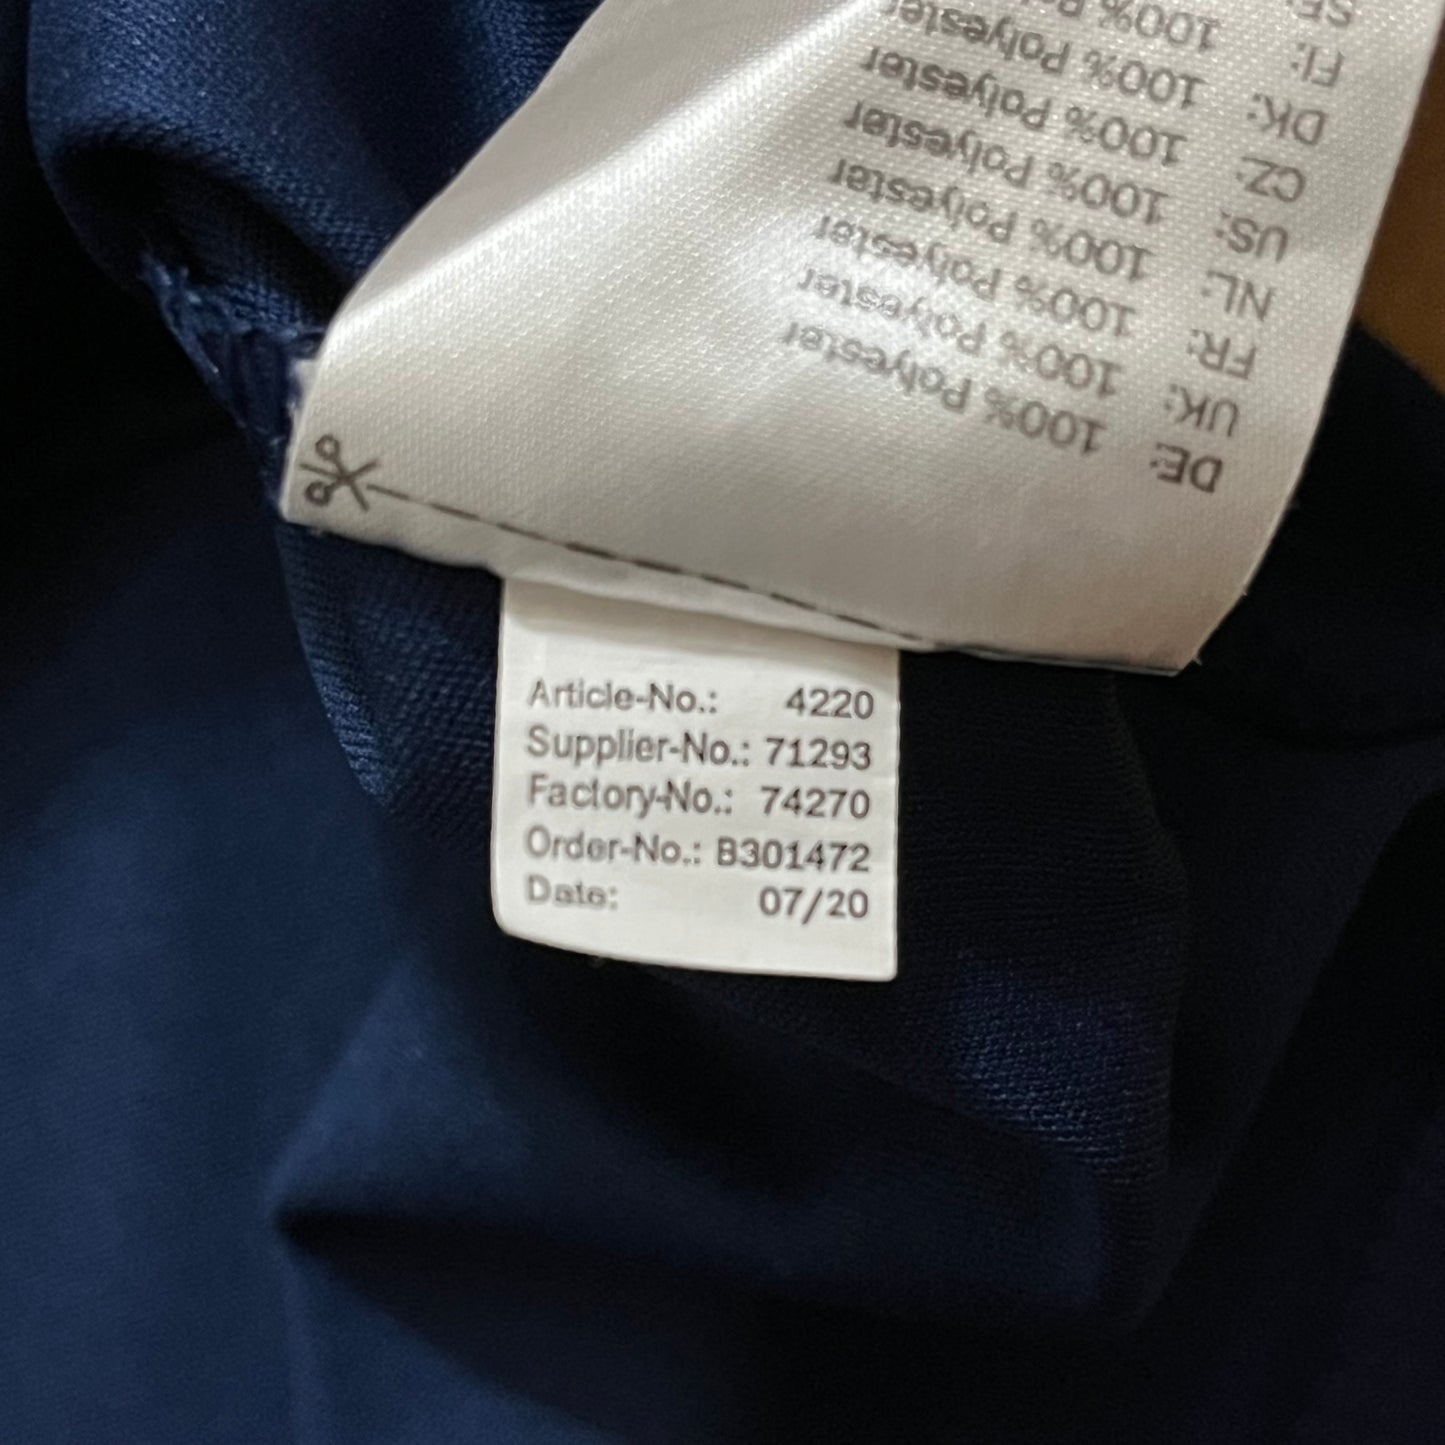 Article-No.: 4220
Supplier-No.: 71293
Factory-No.: 74270
Order-No.: B301472
Date: 07/20
DE: 100% Polyester
UK: 100% Polyester
FR: 100% Polyester
NL: 100% Polyester
US: 100% Polyester
CZ: 100% Polyester
DK: 100% Polyester
FI: 100%
SE: